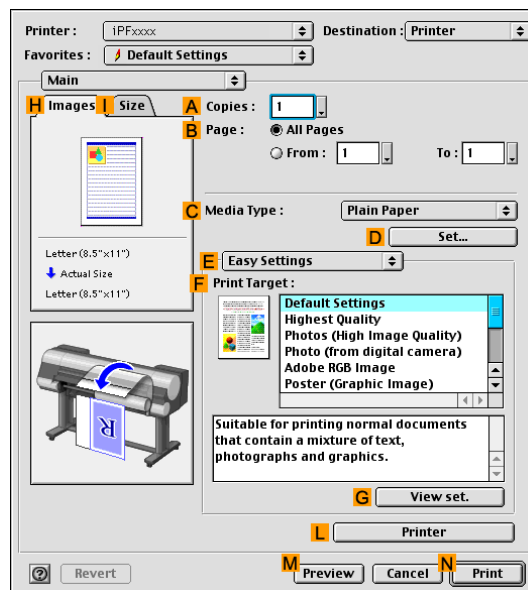 Printer : iPFxxxx Destination : Printer
Favorites : Default Settings
Main
H Images I Size
A Copies : 1
B Page : All Pages
From : 1 To : 1
C Media Type : Plain Paper
D Set...
Letter (8.5"x11")
Actual Size
Letter (8.5"x11")
E Easy Settings
F Print Target :
Default Settings
Highest Quality
Photos (High Image Quality)
Photo (from digital camera)
Adobe RGB Image
Poster (Graphic Image)
R
Suitable for printing normal documents
that contain a mixture of text,
photographs and graphics.
G View set.
L Printer
? Revert M Preview Cancel N Print